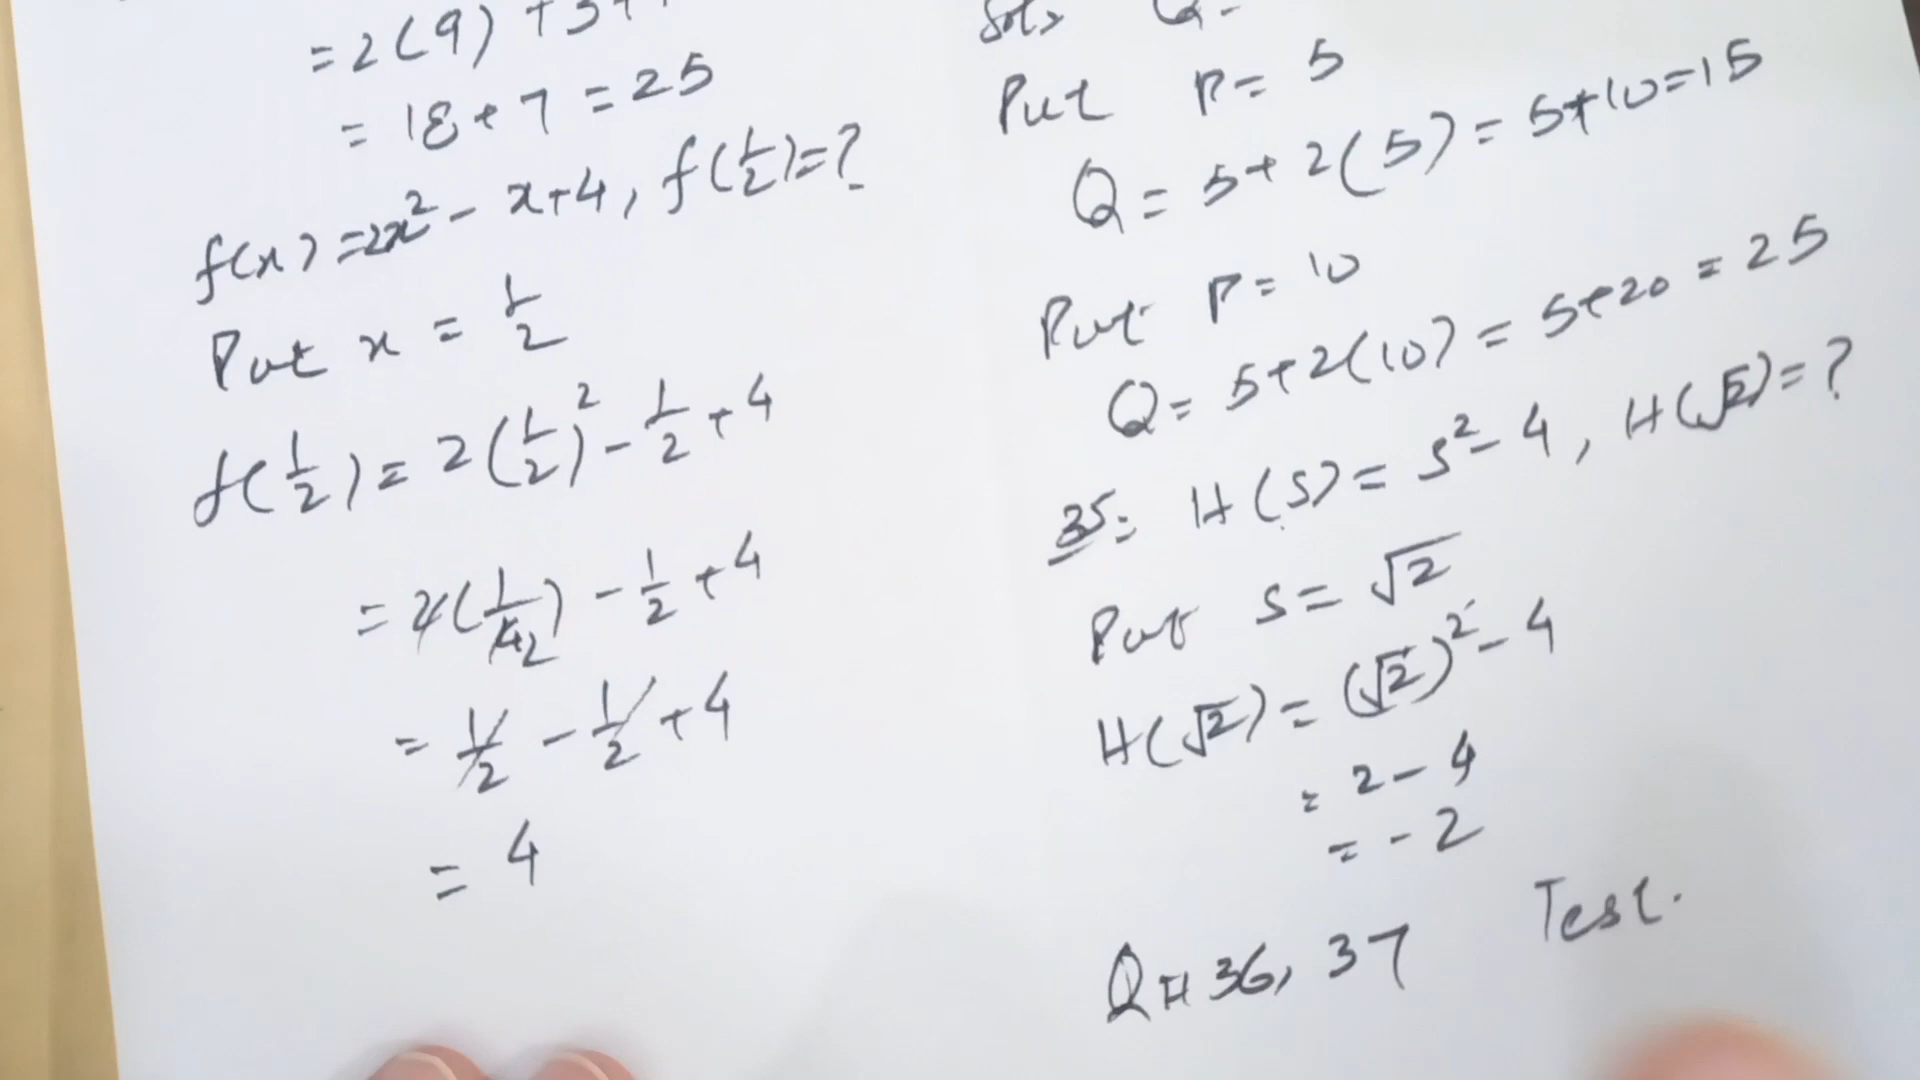 = 2(9) + 3 +
= 18 + 7 = 25
f(x) = 2x² - x + 4, f(1/2) = ?
Put x = 1/2
f(1/2) = 2(1/2)² - 1/2 + 4
= 2(1/4 2) - 1/2 + 4
= 1/2 - 1/2 + 4
= 4
Sol:
Put P = 5
Q = 5 + 2(5) = 5 + 10 = 15
Put P = 10
Q = 5 + 2(10) = 5 + 20 = 25
35: H(S) = S² - 4, H(√2) = ?
Put S = √2
H(√2) = (√2)² - 4
= 2 - 4
= - 2
Q # 36, 37 Test.